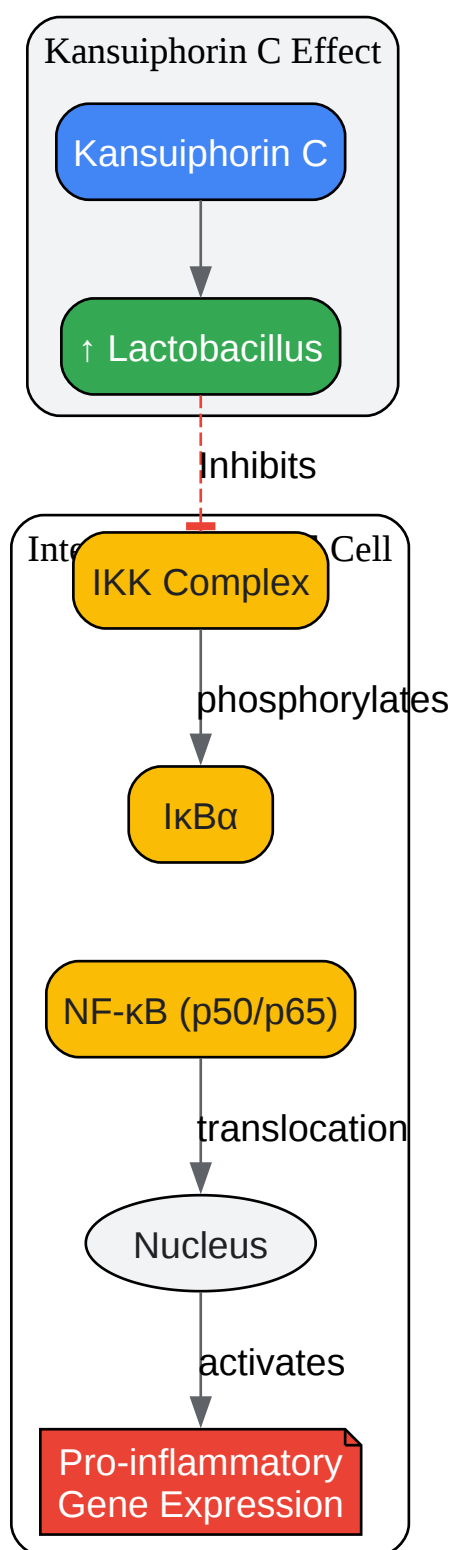 Kansuiphorin C Effect
Kansuiphorin C
↑ Lactobacillus
Inhibits
Cell
IKK Complex
phosphorylates
IκBα
NF-κB (p50/p65)
translocation
Nucleus
activates
Pro-inflammatory
Gene Expression